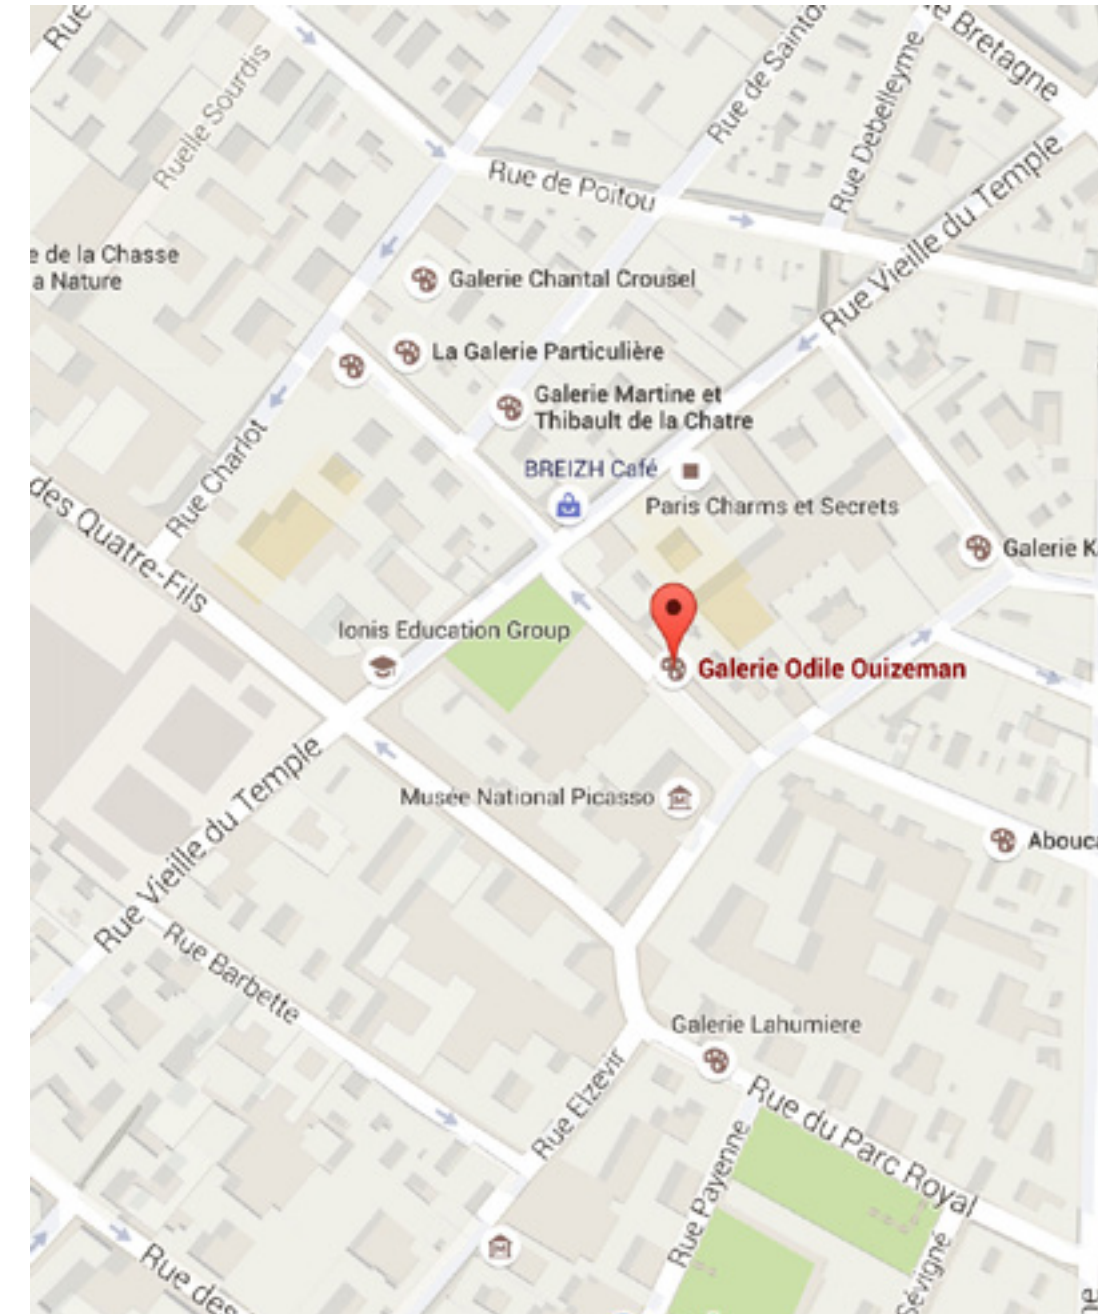 Rue
Ruelle Sourdis
Rue de Sainto
e Bretagne
Rue Debelleyme
Rue de Poitou
Rue Vieille du Temple
e de la Chasse
a Nature
Galerie Chantal Crousel
La Galerie Particulière
Galerie Martine et
Thibault de la Chatre
Rue Charlot
BREIZH Café
Paris Charms et Secrets
des Quatre-Fils
Galerie K
Ionis Education Group
Galerie Odile Ouizeman
Musée National Picasso
Rue Vieille du Temple
Abouca
Rue Barbette
Galerie Lahumiere
Rue Elzevir
Rue du Parc Royal
Rue Payenne
Sévigné
Rue des
ne